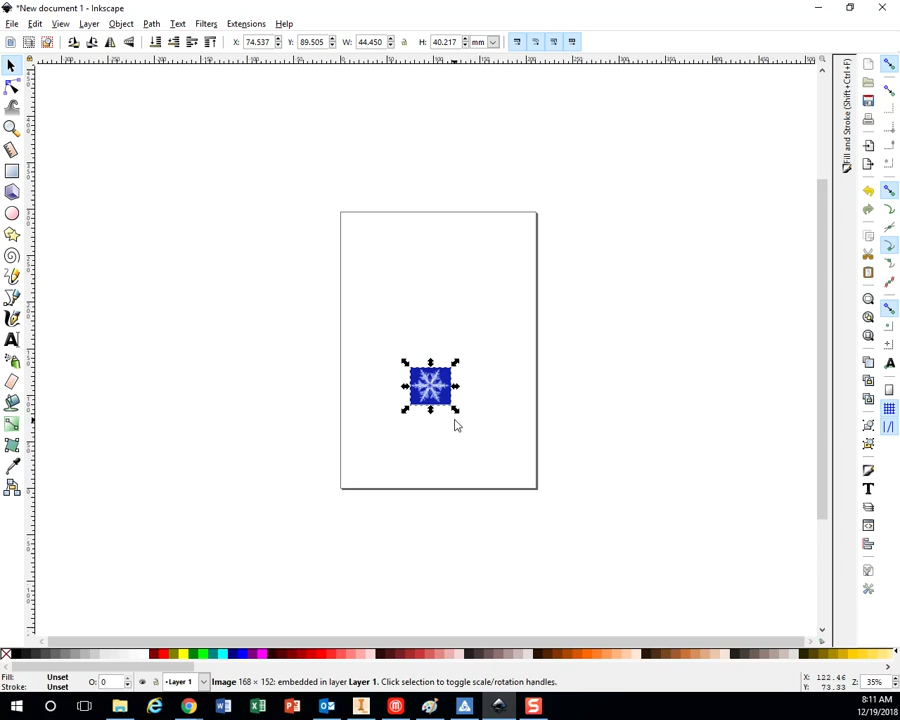 *New document 1 - Inkscape
File Edit View Layer Object Path Text Filters Extensions Help
X: 74.537 Y: 89.505 W: 44.450 H: 40.217 mm
Fill and Stroke (Shift+Ctrl+F)
Fill: Unset O: 0 •Layer 1 Image 168 × 152: embedded in layer Layer 1. Click selection to toggle scale/rotation handles. X: 122.46 Z: 35%
Stroke: Unset Y: 73.33
8:11 AM
12/19/2018